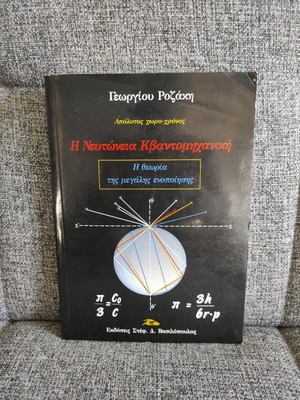 Γεωργίου Ροζάκη
Απόλυτος χωρο-χρόνος
Η Νευτώνεια Κβαντομηχανική
Η θεωρία
της μεγάλης ενοποίησης
π/3 = C₀/C
π = 3h/6r·p
Εκδόσεις Στέφ. Δ. Βασιλόπουλος